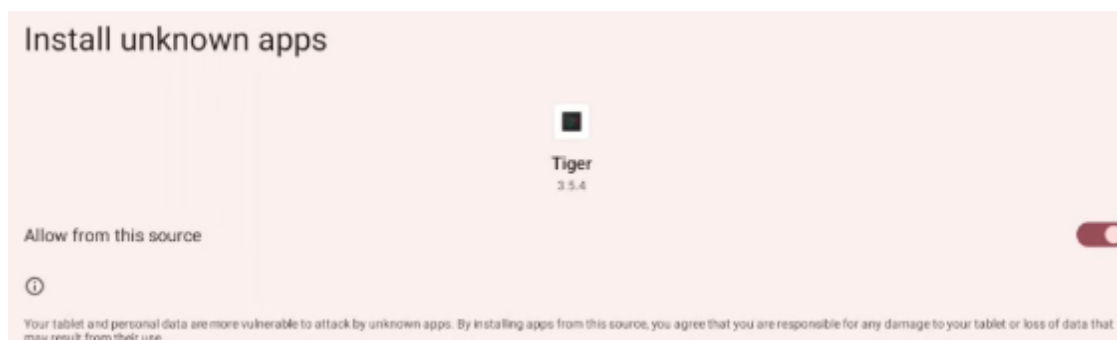 Install unknown apps
Tiger
3.5.4
Allow from this source
Your tablet and personal data are more vulnerable to attack by unknown apps. By installing apps from this source, you agree that you are responsible for any damage to your tablet or loss of data that
may result from their use.